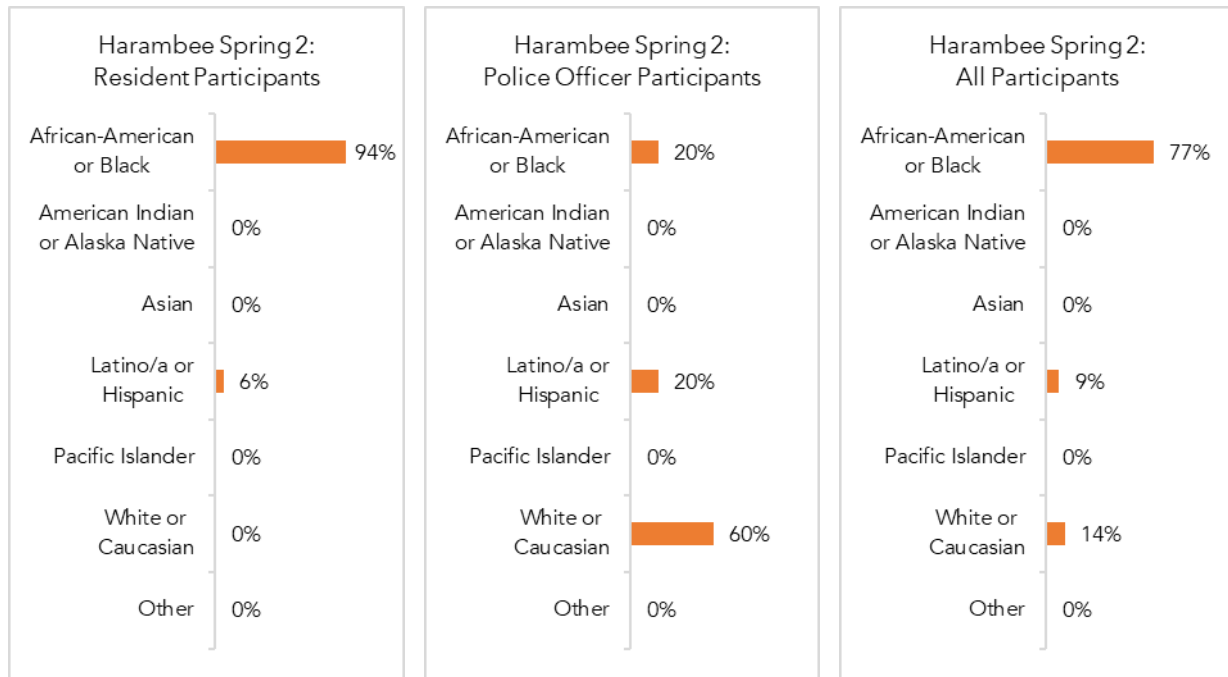 Harambee Spring 2:
Resident Participants
African-American
or Black
94%
American Indian
or Alaska Native
0%
Asian
0%
Latino/a or
Hispanic
6%
Pacific Islander
0%
White or
Caucasian
0%
Other
0%
Harambee Spring 2:
Police Officer Participants
African-American
or Black
20%
American Indian
or Alaska Native
0%
Asian
0%
Latino/a or
Hispanic
20%
Pacific Islander
0%
White or
Caucasian
60%
Other
0%
Harambee Spring 2:
All Participants
African-American
or Black
77%
American Indian
or Alaska Native
0%
Asian
0%
Latino/a or
Hispanic
9%
Pacific Islander
0%
White or
Caucasian
14%
Other
0%